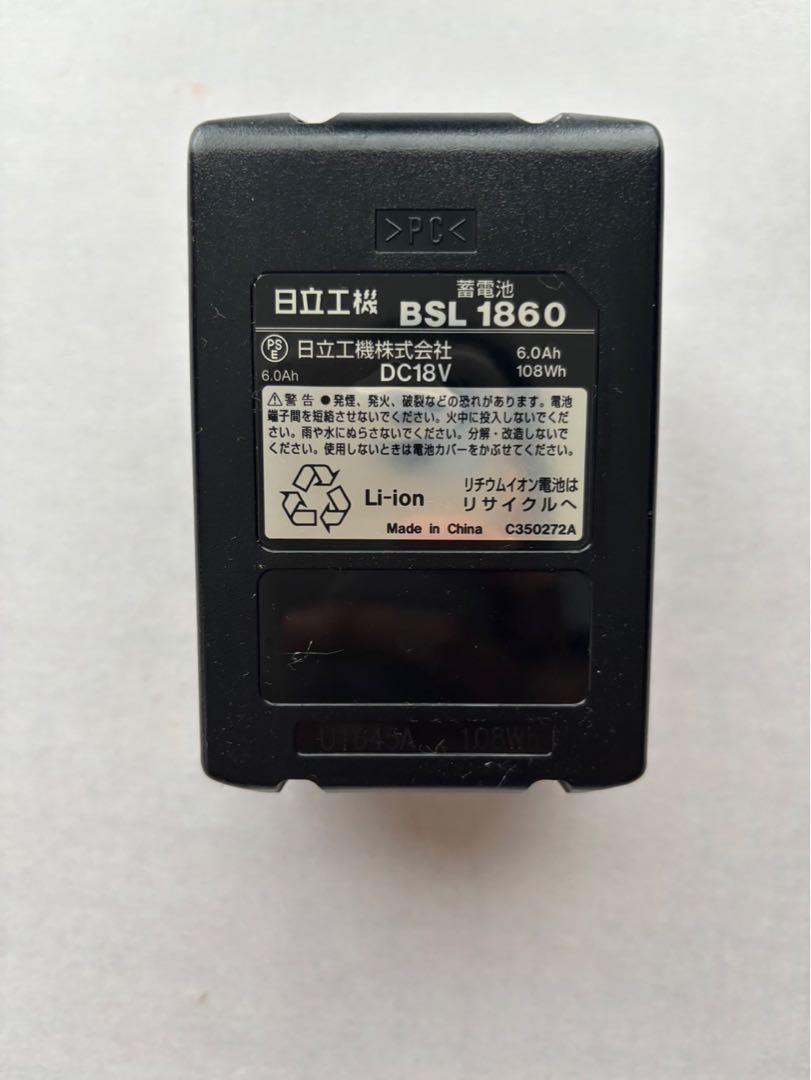 >PC<
日立工機 蓄電池
BSL 1860
PSE 日立工機株式会社 6.0Ah
6.0Ah DC18V 108Wh
⚠警告 ●発煙、発火、破裂などの恐れがあります。電池
端子間を短絡させないでください。火中に投入しないでくだ
さい。雨や水にぬらさないでください。分解・改造しないで
ください。使用しないときは電池カバーをかぶせてください。
Li-ion リチウムイオン電池は
リサイクルへ
Made in China C350272A
108Wh